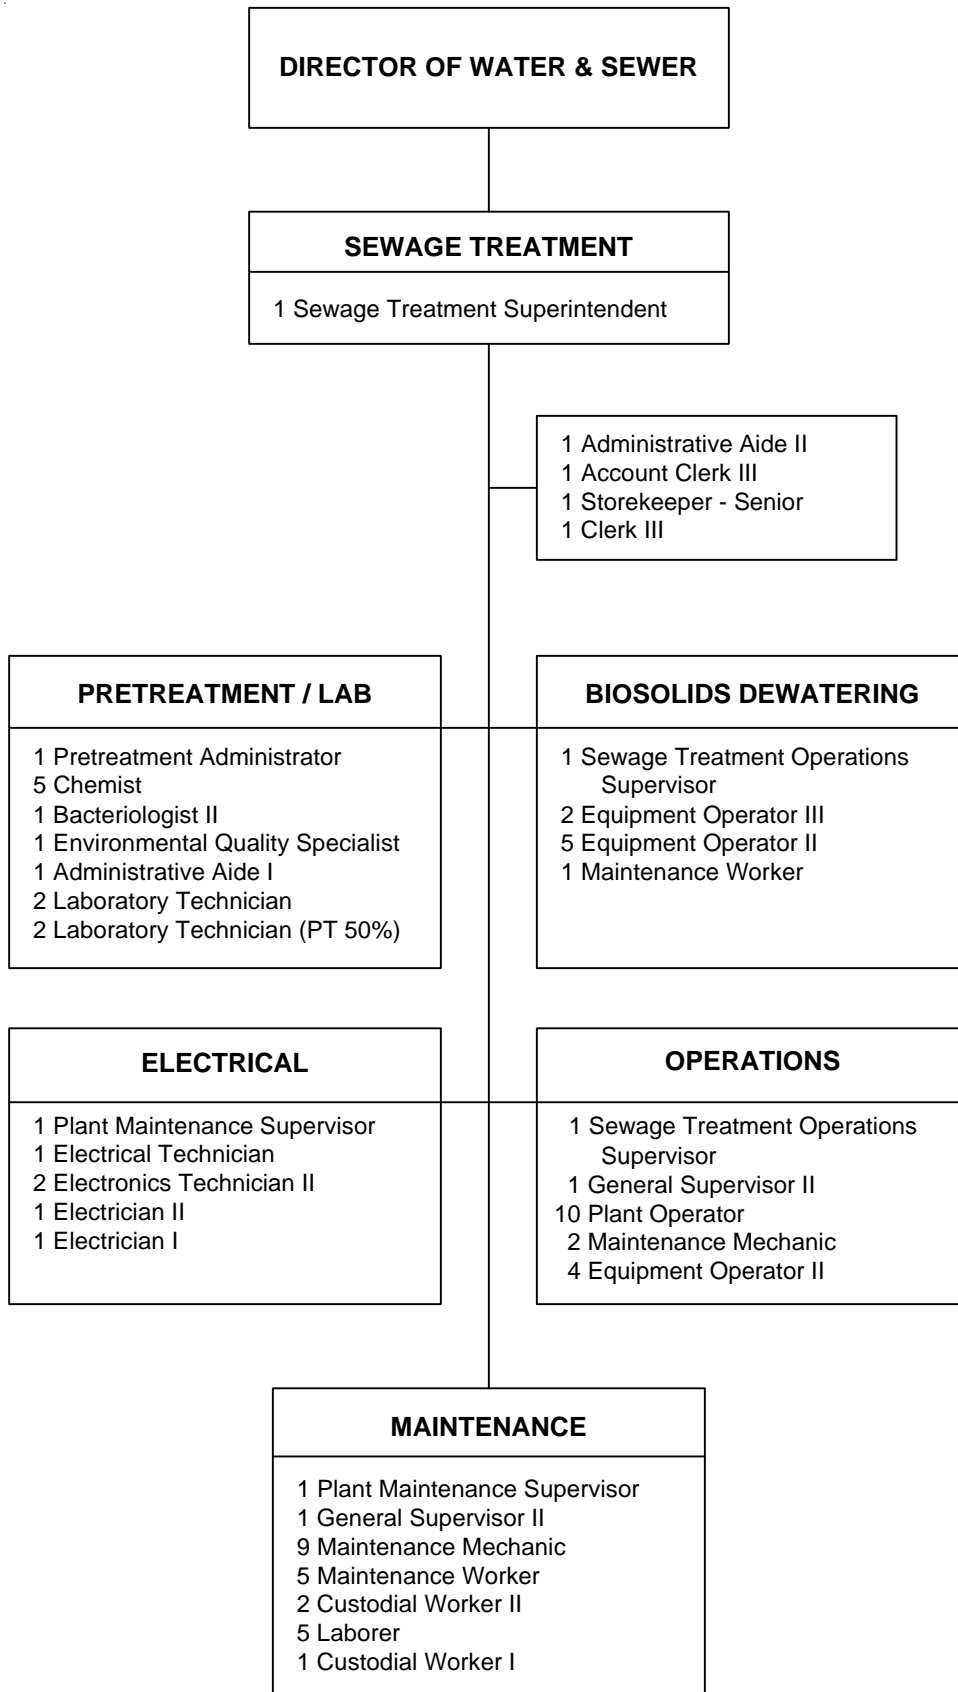 DIRECTOR OF WATER & SEWER
SEWAGE TREATMENT
1 Sewage Treatment Superintendent
1 Administrative Aide II
1 Account Clerk III
1 Storekeeper - Senior
1 Clerk III
PRETREATMENT / LAB
1 Pretreatment Administrator
5 Chemist
1 Bacteriologist II
1 Environmental Quality Specialist
1 Administrative Aide I
2 Laboratory Technician
2 Laboratory Technician (PT 50%)
BIOSOLIDS DEWATERING
1 Sewage Treatment Operations
Supervisor
2 Equipment Operator III
5 Equipment Operator II
1 Maintenance Worker
ELECTRICAL
1 Plant Maintenance Supervisor
1 Electrical Technician
2 Electronics Technician II
1 Electrician II
1 Electrician I
OPERATIONS
1 Sewage Treatment Operations
Supervisor
1 General Supervisor II
10 Plant Operator
2 Maintenance Mechanic
4 Equipment Operator II
MAINTENANCE
1 Plant Maintenance Supervisor
1 General Supervisor II
9 Maintenance Mechanic
5 Maintenance Worker
2 Custodial Worker II
5 Laborer
1 Custodial Worker I